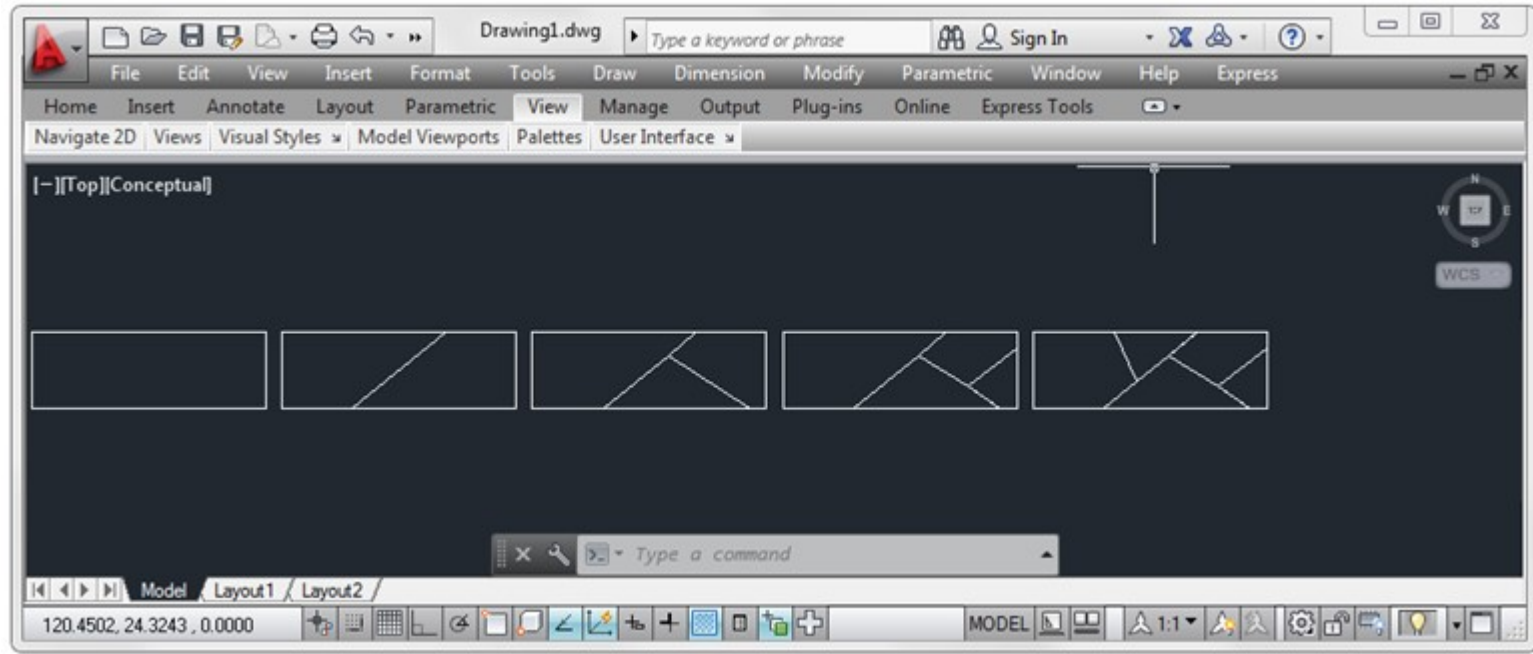 Drawing1.dwg Type a keyword or phrase Sign In
File Edit View Insert Format Tools Draw Dimension Modify Parametric Window Help Express
Home Insert Annotate Layout Parametric View Manage Output Plug-ins Online Express Tools
Navigate 2D Views Visual Styles Model Viewports Palettes User Interface
[−][Top][Conceptual]
N
W TOP E
S
WCS
Type a command
Model Layout1 Layout2
120.4502, 24.3243 , 0.0000 MODEL 1:1